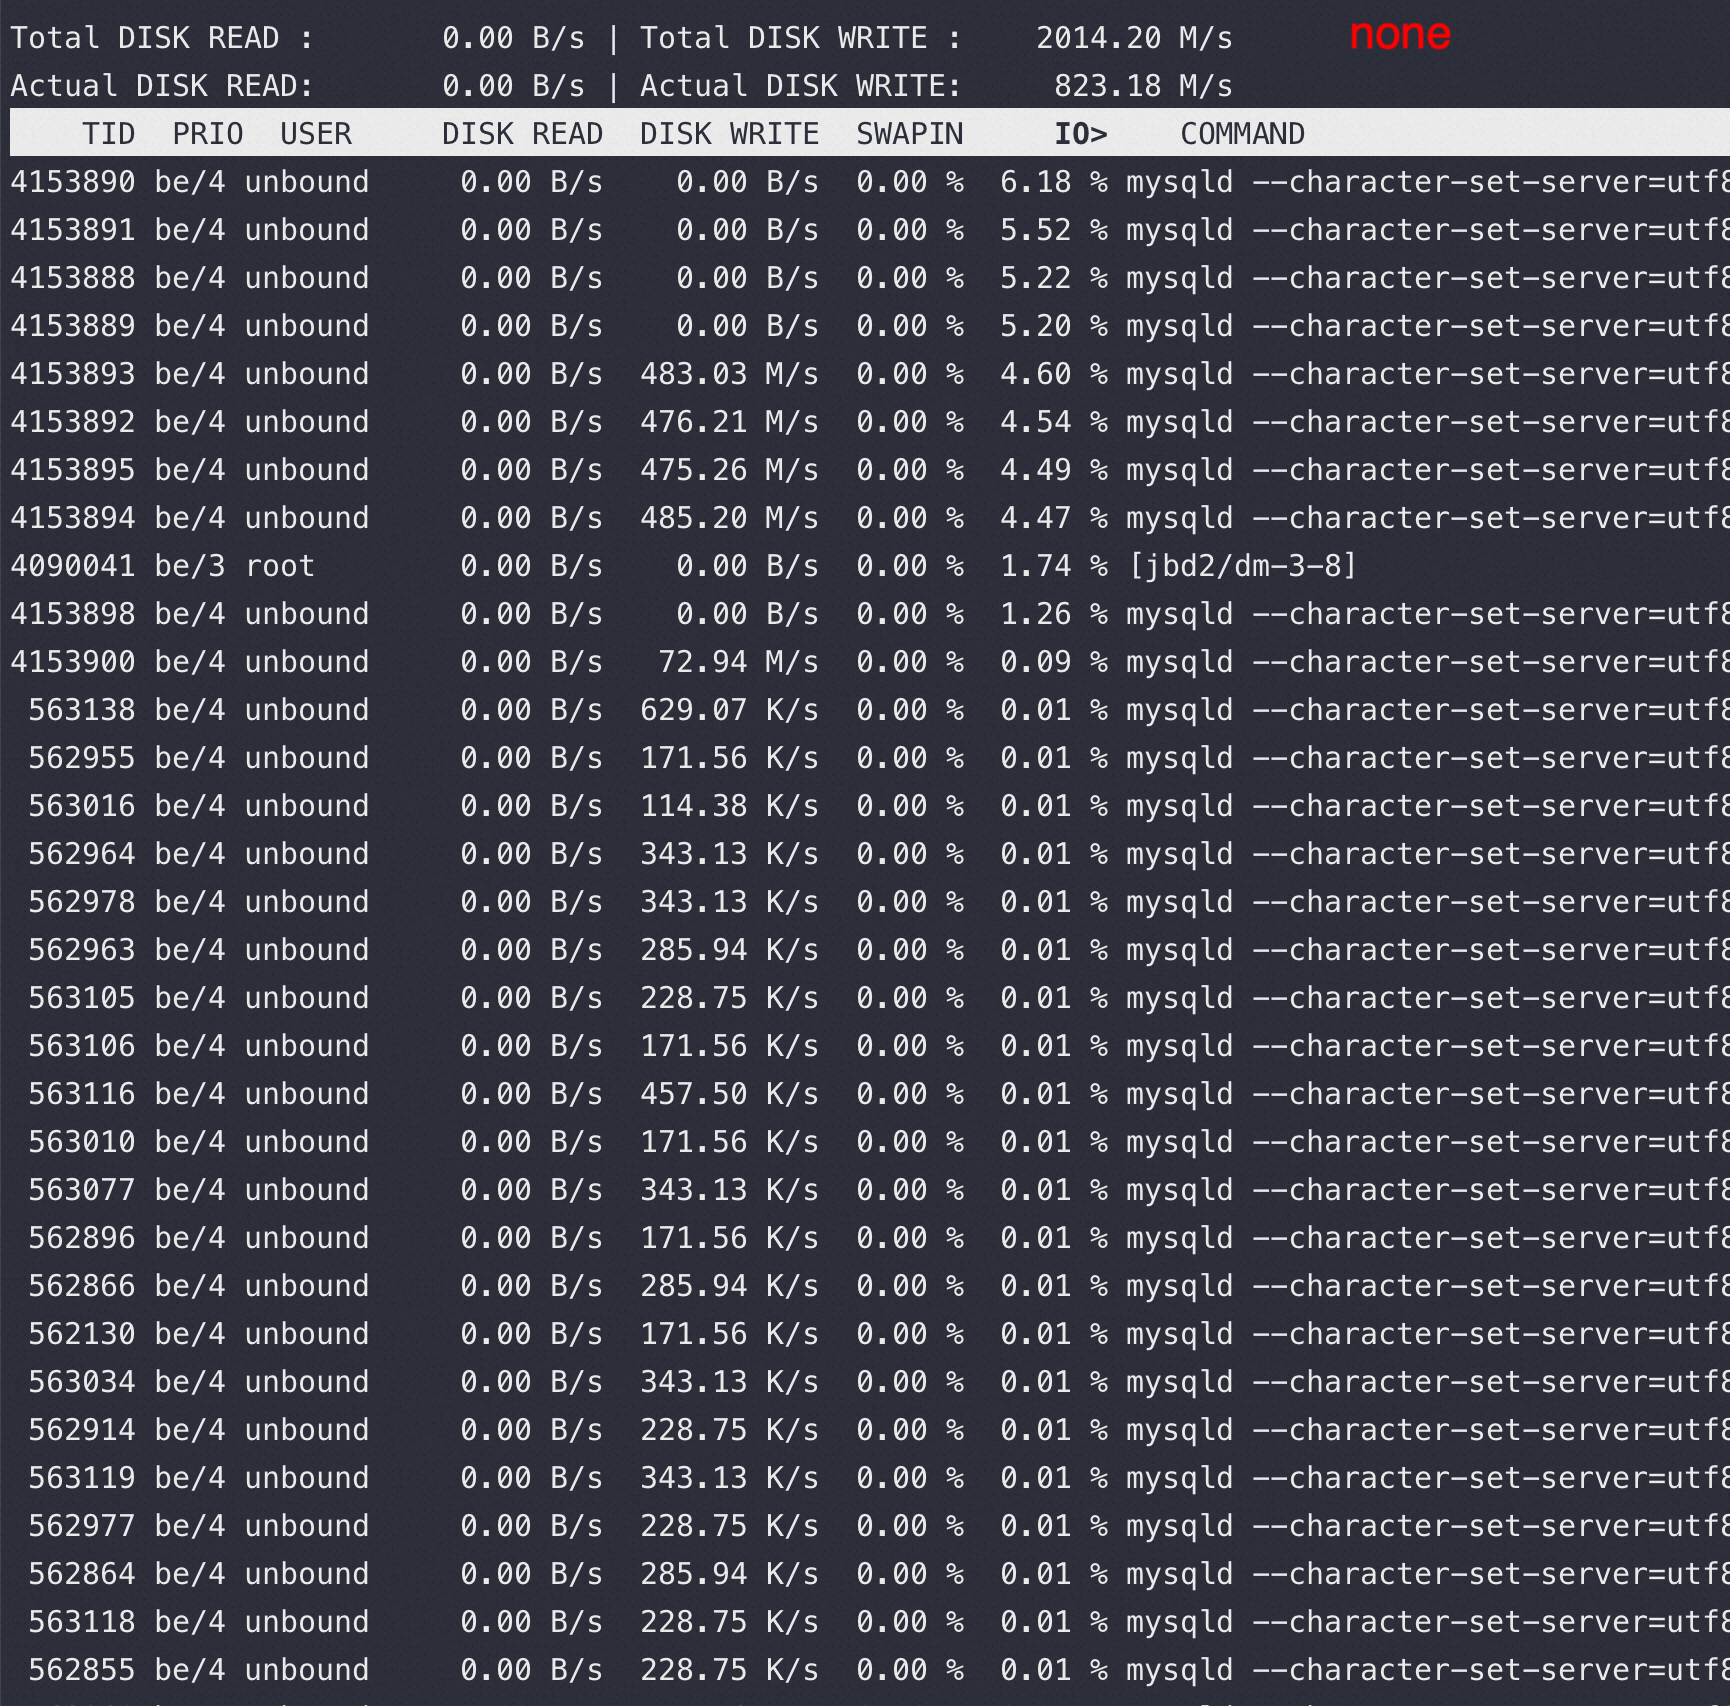 Total DISK READ :       0.00 B/s | Total DISK WRITE :    2014.20 M/s    none
Actual DISK READ:       0.00 B/s | Actual DISK WRITE:     823.18 M/s
    TID  PRIO  USER     DISK READ  DISK WRITE  SWAPIN     IO>    COMMAND
4153890 be/4 unbound     0.00 B/s    0.00 B/s  0.00 %  6.18 % mysqld --character-set-server=utf8
4153891 be/4 unbound     0.00 B/s    0.00 B/s  0.00 %  5.52 % mysqld --character-set-server=utf8
4153888 be/4 unbound     0.00 B/s    0.00 B/s  0.00 %  5.22 % mysqld --character-set-server=utf8
4153889 be/4 unbound     0.00 B/s    0.00 B/s  0.00 %  5.20 % mysqld --character-set-server=utf8
4153893 be/4 unbound     0.00 B/s  483.03 M/s  0.00 %  4.60 % mysqld --character-set-server=utf8
4153892 be/4 unbound     0.00 B/s  476.21 M/s  0.00 %  4.54 % mysqld --character-set-server=utf8
4153895 be/4 unbound     0.00 B/s  475.26 M/s  0.00 %  4.49 % mysqld --character-set-server=utf8
4153894 be/4 unbound     0.00 B/s  485.20 M/s  0.00 %  4.47 % mysqld --character-set-server=utf8
4090041 be/3 root        0.00 B/s    0.00 B/s  0.00 %  1.74 % [jbd2/dm-3-8]
4153898 be/4 unbound     0.00 B/s    0.00 B/s  0.00 %  1.26 % mysqld --character-set-server=utf8
4153900 be/4 unbound     0.00 B/s   72.94 M/s  0.00 %  0.09 % mysqld --character-set-server=utf8
 563138 be/4 unbound     0.00 B/s  629.07 K/s  0.00 %  0.01 % mysqld --character-set-server=utf8
 562955 be/4 unbound     0.00 B/s  171.56 K/s  0.00 %  0.01 % mysqld --character-set-server=utf8
 563016 be/4 unbound     0.00 B/s  114.38 K/s  0.00 %  0.01 % mysqld --character-set-server=utf8
 562964 be/4 unbound     0.00 B/s  343.13 K/s  0.00 %  0.01 % mysqld --character-set-server=utf8
 562978 be/4 unbound     0.00 B/s  343.13 K/s  0.00 %  0.01 % mysqld --character-set-server=utf8
 562963 be/4 unbound     0.00 B/s  285.94 K/s  0.00 %  0.01 % mysqld --character-set-server=utf8
 563105 be/4 unbound     0.00 B/s  228.75 K/s  0.00 %  0.01 % mysqld --character-set-server=utf8
 563106 be/4 unbound     0.00 B/s  171.56 K/s  0.00 %  0.01 % mysqld --character-set-server=utf8
 563116 be/4 unbound     0.00 B/s  457.50 K/s  0.00 %  0.01 % mysqld --character-set-server=utf8
 563010 be/4 unbound     0.00 B/s  171.56 K/s  0.00 %  0.01 % mysqld --character-set-server=utf8
 563077 be/4 unbound     0.00 B/s  343.13 K/s  0.00 %  0.01 % mysqld --character-set-server=utf8
 562896 be/4 unbound     0.00 B/s  171.56 K/s  0.00 %  0.01 % mysqld --character-set-server=utf8
 562866 be/4 unbound     0.00 B/s  285.94 K/s  0.00 %  0.01 % mysqld --character-set-server=utf8
 562130 be/4 unbound     0.00 B/s  171.56 K/s  0.00 %  0.01 % mysqld --character-set-server=utf8
 563034 be/4 unbound     0.00 B/s  343.13 K/s  0.00 %  0.01 % mysqld --character-set-server=utf8
 562914 be/4 unbound     0.00 B/s  228.75 K/s  0.00 %  0.01 % mysqld --character-set-server=utf8
 563119 be/4 unbound     0.00 B/s  343.13 K/s  0.00 %  0.01 % mysqld --character-set-server=utf8
 562977 be/4 unbound     0.00 B/s  228.75 K/s  0.00 %  0.01 % mysqld --character-set-server=utf8
 562864 be/4 unbound     0.00 B/s  285.94 K/s  0.00 %  0.01 % mysqld --character-set-server=utf8
 563118 be/4 unbound     0.00 B/s  228.75 K/s  0.00 %  0.01 % mysqld --character-set-server=utf8
 562855 be/4 unbound     0.00 B/s  228.75 K/s  0.00 %  0.01 % mysqld --character-set-server=utf8